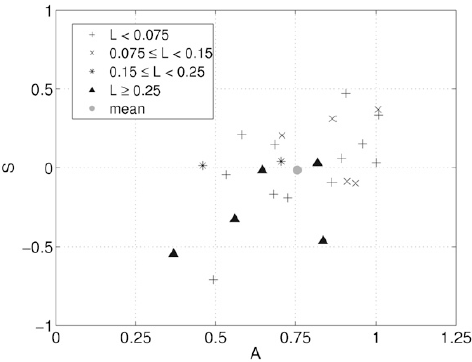 1
L < 0.075
0.075 ≤ L < 0.15
0.15 ≤ L < 0.25
L ≥ 0.25
mean
0.5
S
0
−0.5
−1
0 0.25 0.5 0.75 1 1.25
A